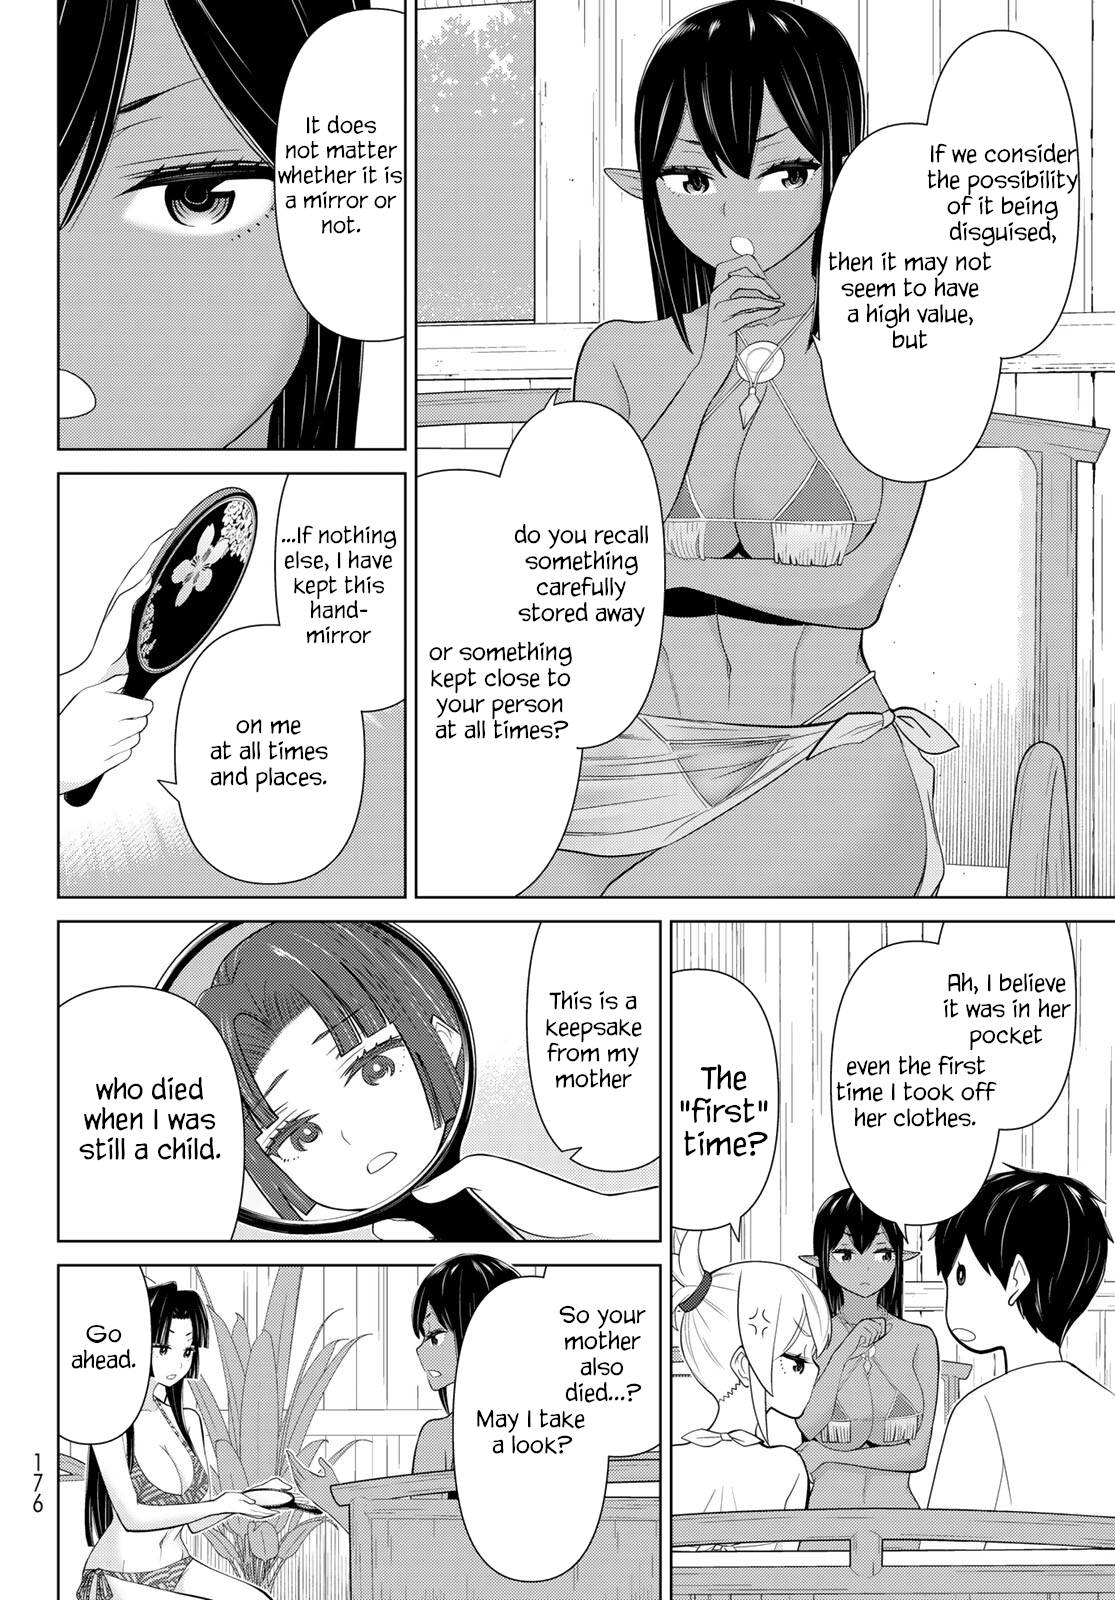 If we consider
the possibility
of it being
disguised,
then it may not
seem to have
a high value,
but
do you recall
something
carefully
stored away
or something
kept close to
your person
at all times?
It does
not matter
whether it is
a mirror or
not.
...If nothing
else, I have
kept this
hand-
mirror
on me
at all times
and places.
Ah, I believe
it was in her
pocket
even the first
time I took off
her clothes.
The
"first"
time?
This is a
keepsake
from my
mother
who died
when I was
still a child.
So your
mother
also
died...?
May I take
a look?
Go
ahead.
176